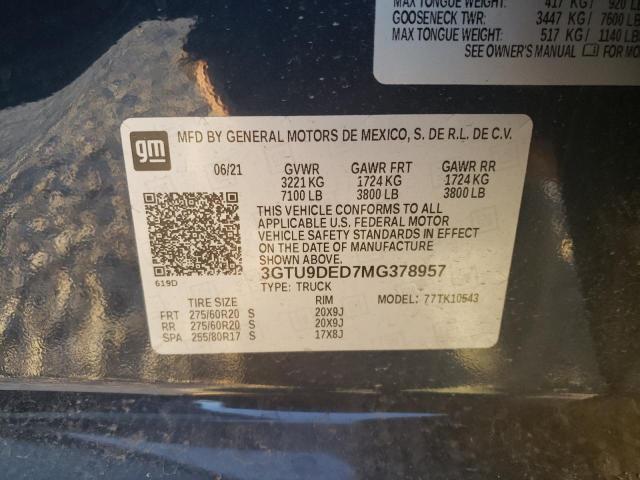 MAX TONGUE WEIGHT: 417 KG / 920 L
GOOSENECK TWR: 3447 KG / 7600 LB
MAX TONGUE WEIGHT: 517 KG / 1140 LBS
SEE OWNER'S MANUAL FOR MO
gm
MFD BY GENERAL MOTORS DE MEXICO, S. DE R.L. DE C.V.
06/21 GVWR GAWR FRT GAWR RR
3221 KG 1724 KG 1724 KG
7100 LB 3800 LB 3800 LB
THIS VEHICLE CONFORMS TO ALL
APPLICABLE U.S. FEDERAL MOTOR
VEHICLE SAFETY STANDARDS IN EFFECT
ON THE DATE OF MANUFACTURE
SHOWN ABOVE.
619D
3GTU9DED7MG378957
TYPE: TRUCK MODEL: 77TK10543
TIRE SIZE RIM
FRT 275/60R20 S 20X9J
RR 275/60R20 S 20X9J
SPA 255/80R17 S 17X8J